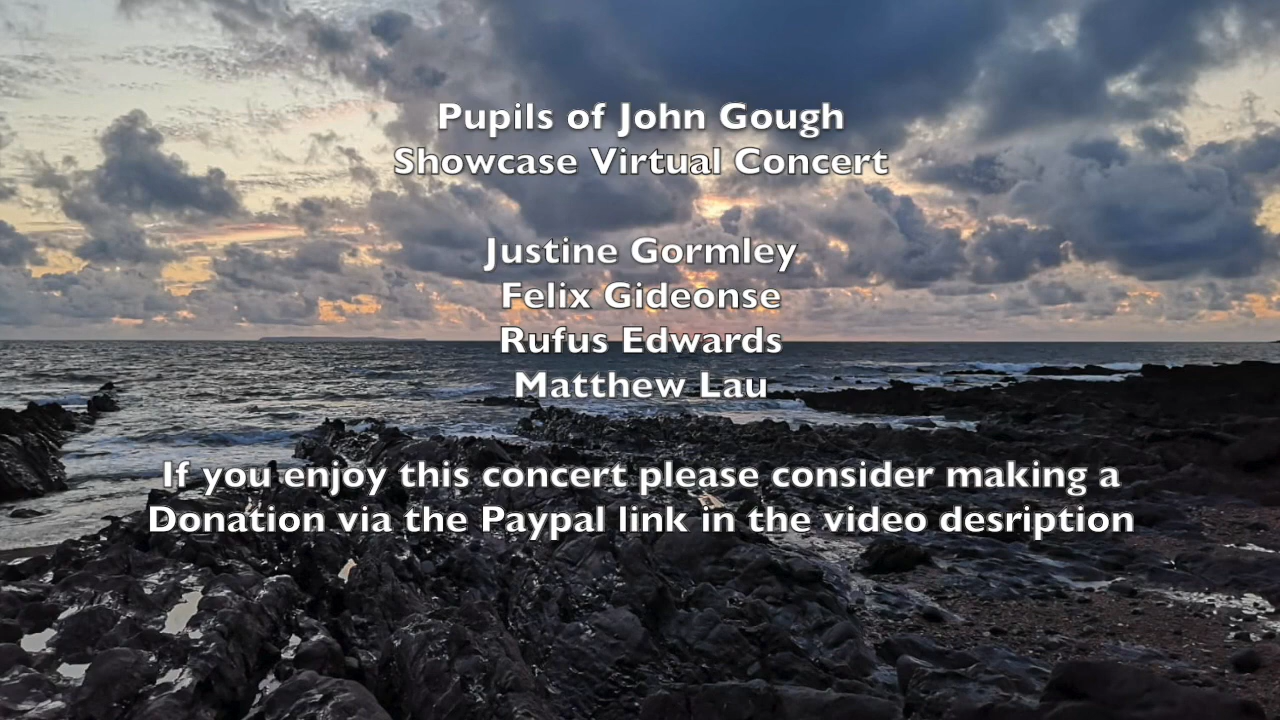 Pupils of John Gough
Showcase Virtual Concert
Justine Gormley
Felix Gideonse
Rufus Edwards
Matthew Lau
If you enjoy this concert please consider making a
Donation via the Paypal link in the video desription